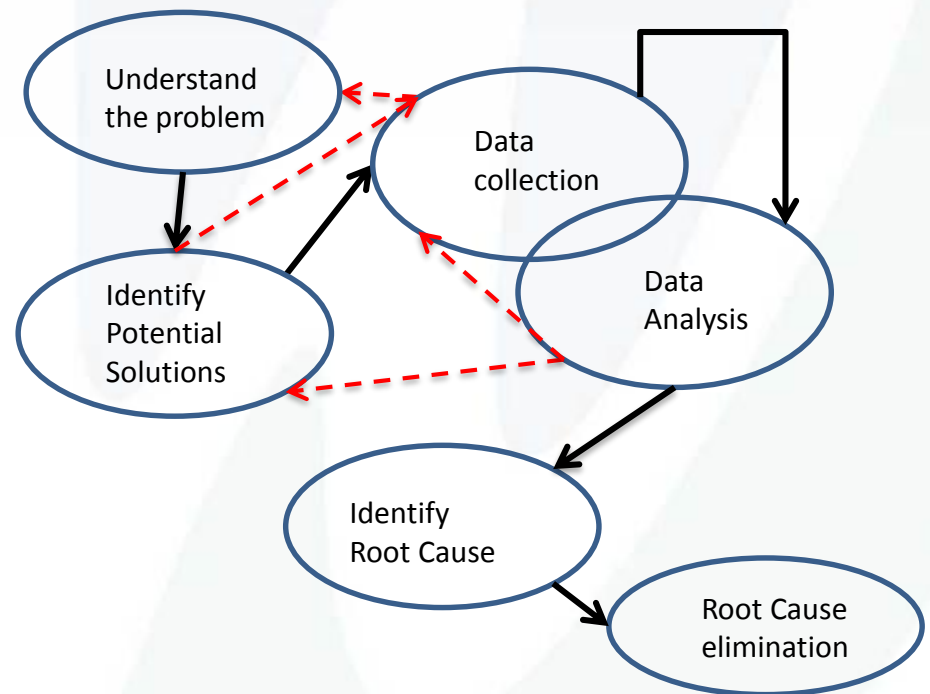 Understand
the problem
Data
collection
Identify
Potential
Solutions
Data
Analysis
Identify
Root Cause
Root Cause
elimination